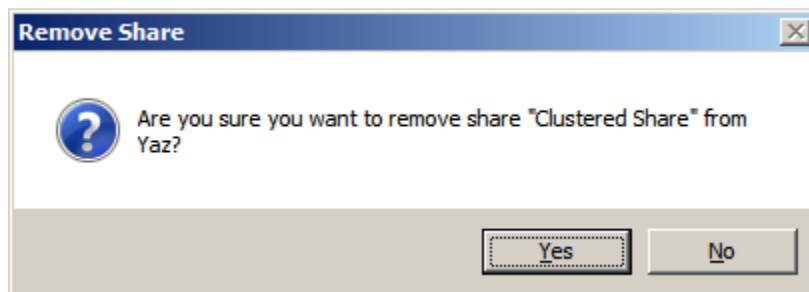 Remove Share
Are you sure you want to remove share "Clustered Share" from
Yaz?
Yes
No